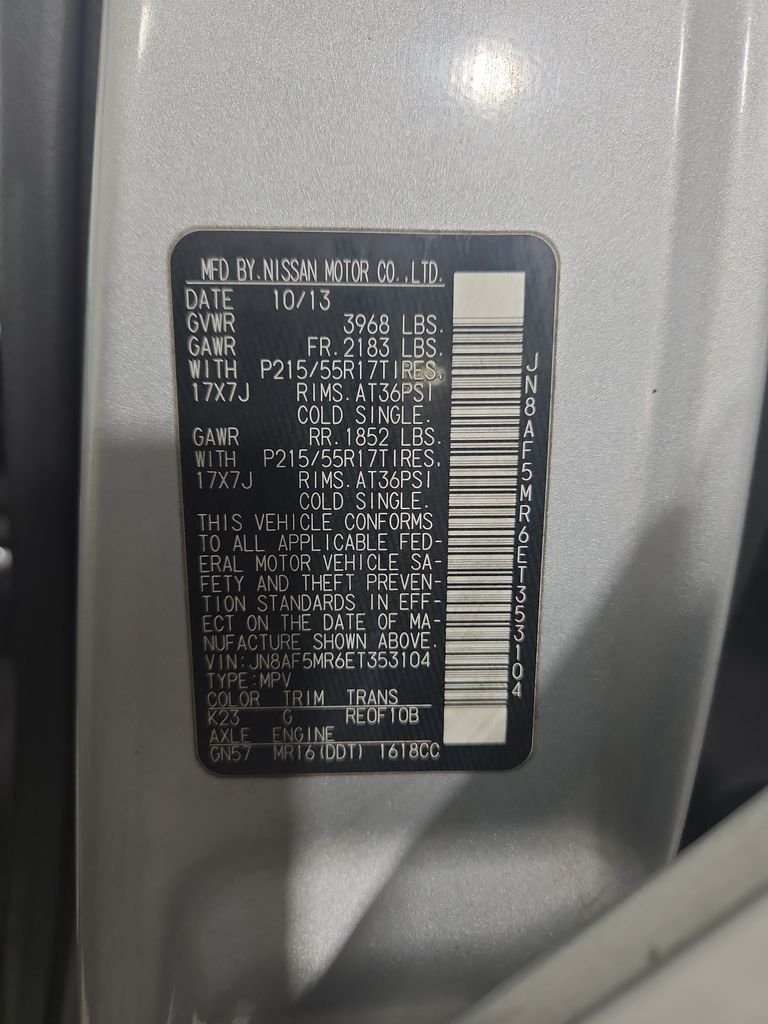 MFD BY. NISSAN MOTOR CO.,LTD.
DATE 10/13
GVWR 3968 LBS.
GAWR FR. 2183 LBS.
WITH P215/55R17TIRES,
17X7J RIMS. AT36PSI
COLD SINGLE.
GAWR RR. 1852 LBS.
WITH P215/55R17TIRES,
17X7J RIMS. AT36PSI
COLD SINGLE.
THIS VEHICLE CONFORMS
TO ALL APPLICABLE FED-
ERAL MOTOR VEHICLE SA-
FETY AND THEFT PREVEN-
TION STANDARDS IN EFF-
ECT ON THE DATE OF MA-
NUFACTURE SHOWN ABOVE.
VIN:JN8AF5MR6ET353104
TYPE:MPV
COLOR TRIM TRANS
K23 G RE0F10B
AXLE ENGINE
GN57 MR16(DDT) 1618CC
JN8AF5MR6ET353104